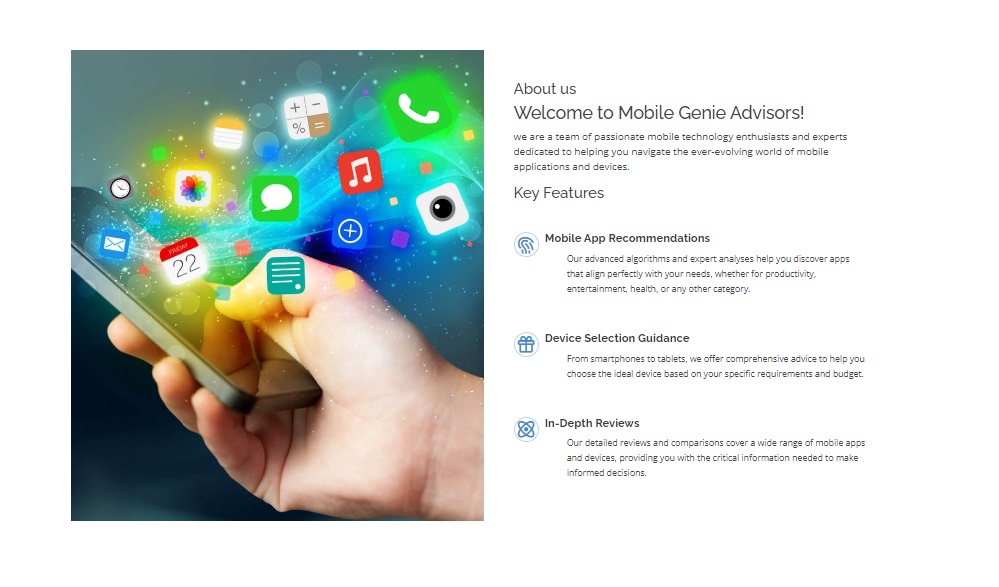 FRIDAY
22
About us
Welcome to Mobile Genie Advisors!
we are a team of passionate mobile technology enthusiasts and experts
dedicated to helping you navigate the ever-evolving world of mobile
applications and devices.
Key Features
Mobile App Recommendations
Our advanced algorithms and expert analyses help you discover apps
that align perfectly with your needs, whether for productivity,
entertainment, health, or any other category.
Device Selection Guidance
From smartphones to tablets, we offer comprehensive advice to help you
choose the ideal device based on your specific requirements and budget.
In-Depth Reviews
Our detailed reviews and comparisons cover a wide range of mobile apps
and devices, providing you with the critical information needed to make
informed decisions.